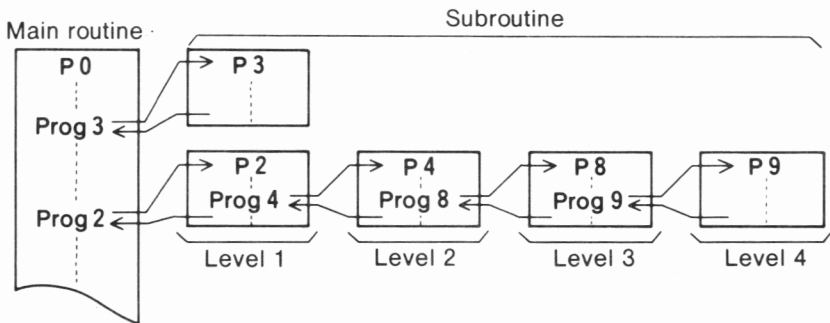 Subroutine
Main routine
P 0
P 3
Prog 3
P 2
P 4
P 8
P 9
Prog 4
Prog 8
Prog 9
Prog 2
Level 1
Level 2
Level 3
Level 4